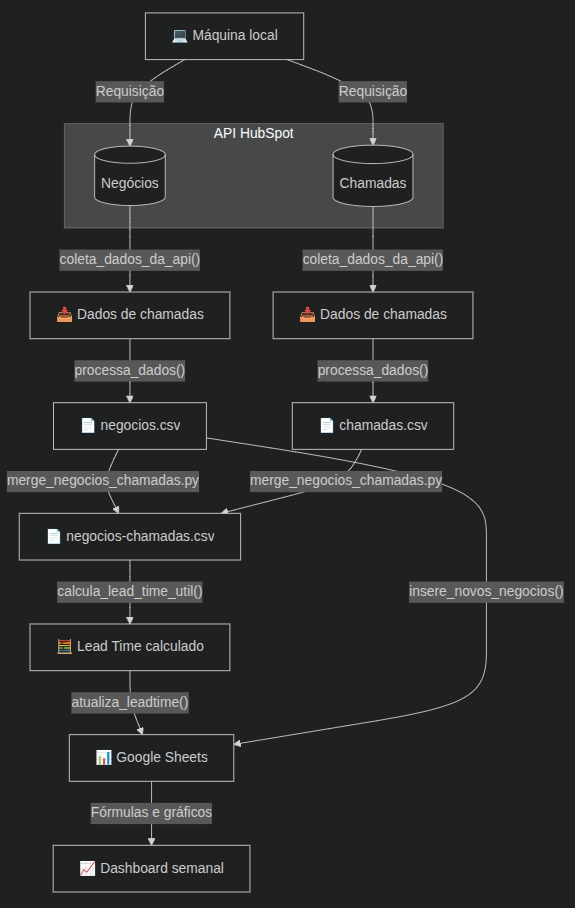 💻 Máquina local
Requisição
Requisição
API HubSpot
Negócios
Chamadas
coleta_dados_da_api()
coleta_dados_da_api()
📥 Dados de chamadas
📥 Dados de chamadas
processa_dados()
processa_dados()
📄 negocios.csv
📄 chamadas.csv
merge_negocios_chamadas.py
merge_negocios_chamadas.py
📄 negocios-chamadas.csv
calcula_lead_time_util()
insere_novos_negocios()
🧮 Lead Time calculado
atualiza_leadtime()
📊 Google Sheets
Fórmulas e gráficos
📈 Dashboard semanal